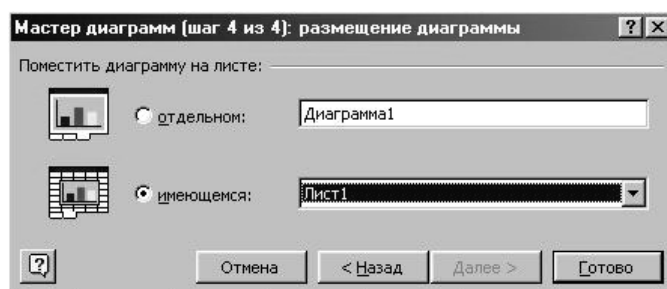 Мастер диаграмм (шаг 4 из 4): размещение диаграммы
Поместить диаграмму на листе:
отдельном: Диаграмма1
имеющемся: Лист1
Отмена < Назад Далее > Готово